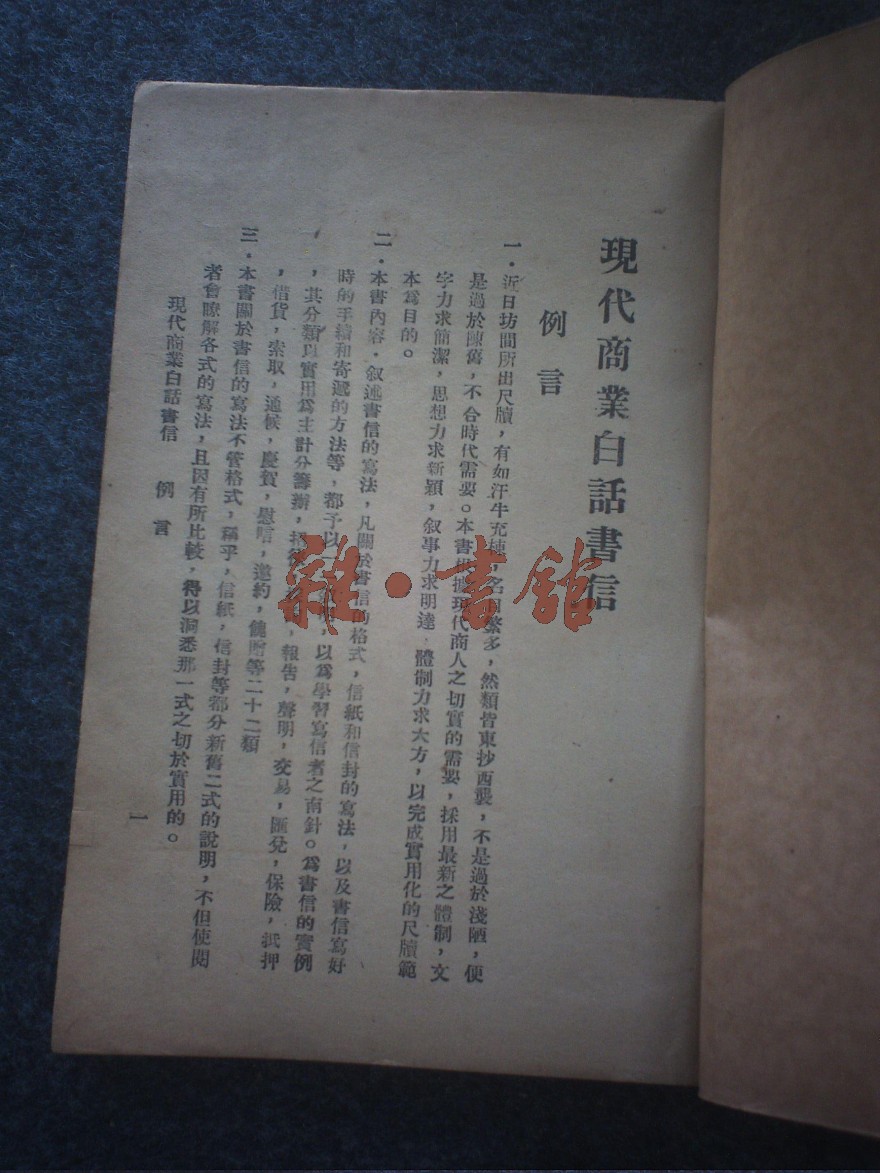 現代商業白話書信
例言
一．近日坊間所出尺牘，有如汗牛充棟，名目繁多，然類皆東抄西襲，不是過於淺陋，便
是過於陳舊，不合時代需要。本書根據現代商人之切實的需要，採用最新之體制，文
字力求簡潔，思想力求新穎，叙事力求明達，體制力求大方，以完成實用化的尺牘範
本爲目的。
二．本書內容．叙述書信的寫法，凡關於書信的格式，信紙和信封的寫法，以及書信寫好
時的手續和寄遞的方法等，都予以一，以爲學習寫信者之南針。爲書信的實例
，其分類以實用爲主計分籌辦，報告，聲明，交易，匯兌，保險，抵押
，借貨，索取，通候，慶賀，慰唁，邀約，餽贈等二十二類
三．本書關於書信的寫法不管格式，稱乎，信紙，信封等都分新舊二式的說明，不但使閱
者會瞭解各式的寫法，且因有所比較，得以洞悉那一式之切於實用的。
現代商業白話書信 例言
一
雜·書館